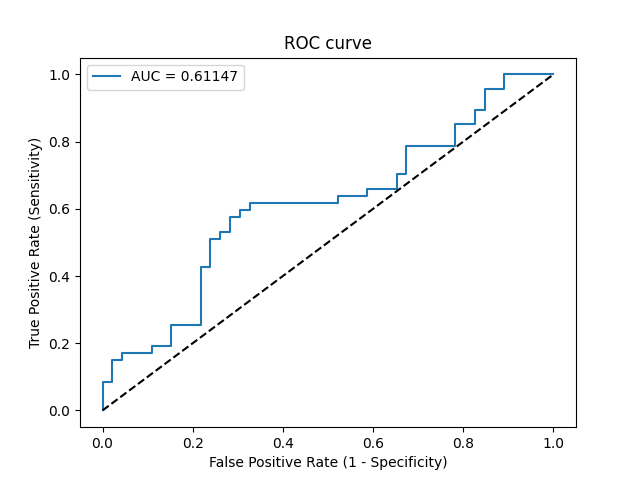 ROC curve
AUC = 0.61147
1.0
0.8
0.6
0.4
0.2
0.0
True Positive Rate (Sensitivity)
0.0 0.2 0.4 0.6 0.8 1.0
False Positive Rate (1 - Specificity)